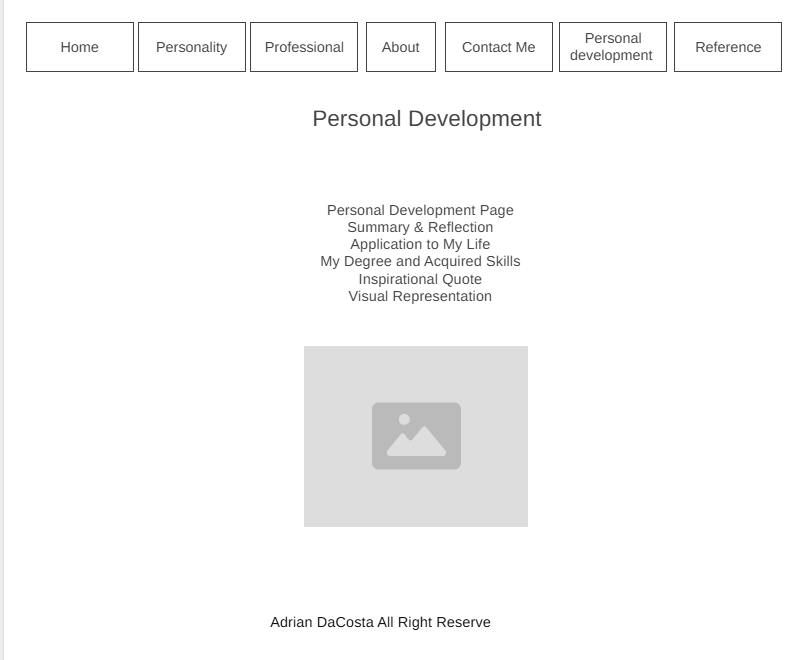 Home
Personality
Professional
About
Contact Me
Personal
development
Reference
Personal Development
Personal Development Page
Summary & Reflection
Application to My Life
My Degree and Acquired Skills
Inspirational Quote
Visual Representation
Adrian DaCosta All Right Reserve